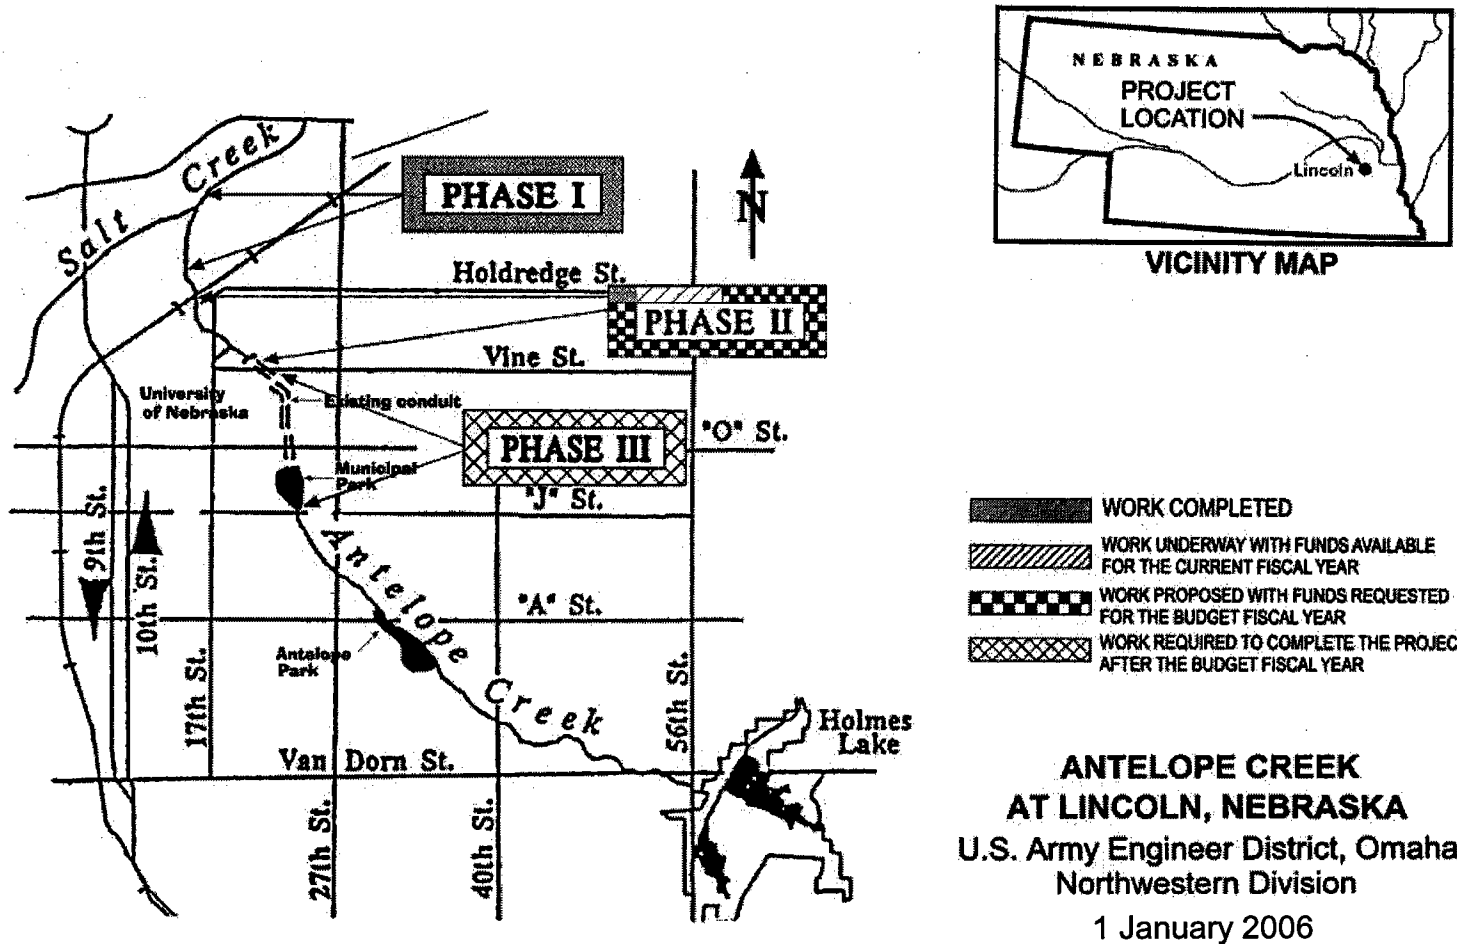 NEBRASKA
PROJECT
LOCATION
Lincoln
VICINITY MAP
Salt Creek
PHASE I
N
Holdredge St.
PHASE II
Vine St.
University
of Nebraska
Existing conduit
PHASE III
"O" St.
Municipal
Park
"J" St.
9th St.
10th St.
Antelope Creek
"A" St.
Antelope
Park
17th St.
56th St.
Holmes
Lake
Van Dorn St.
27th St.
40th St.
WORK COMPLETED
WORK UNDERWAY WITH FUNDS AVAILABLE
FOR THE CURRENT FISCAL YEAR
WORK PROPOSED WITH FUNDS REQUESTED
FOR THE BUDGET FISCAL YEAR
WORK REQUIRED TO COMPLETE THE PROJEC
AFTER THE BUDGET FISCAL YEAR
ANTELOPE CREEK
AT LINCOLN, NEBRASKA
U.S. Army Engineer District, Omaha
Northwestern Division
1 January 2006